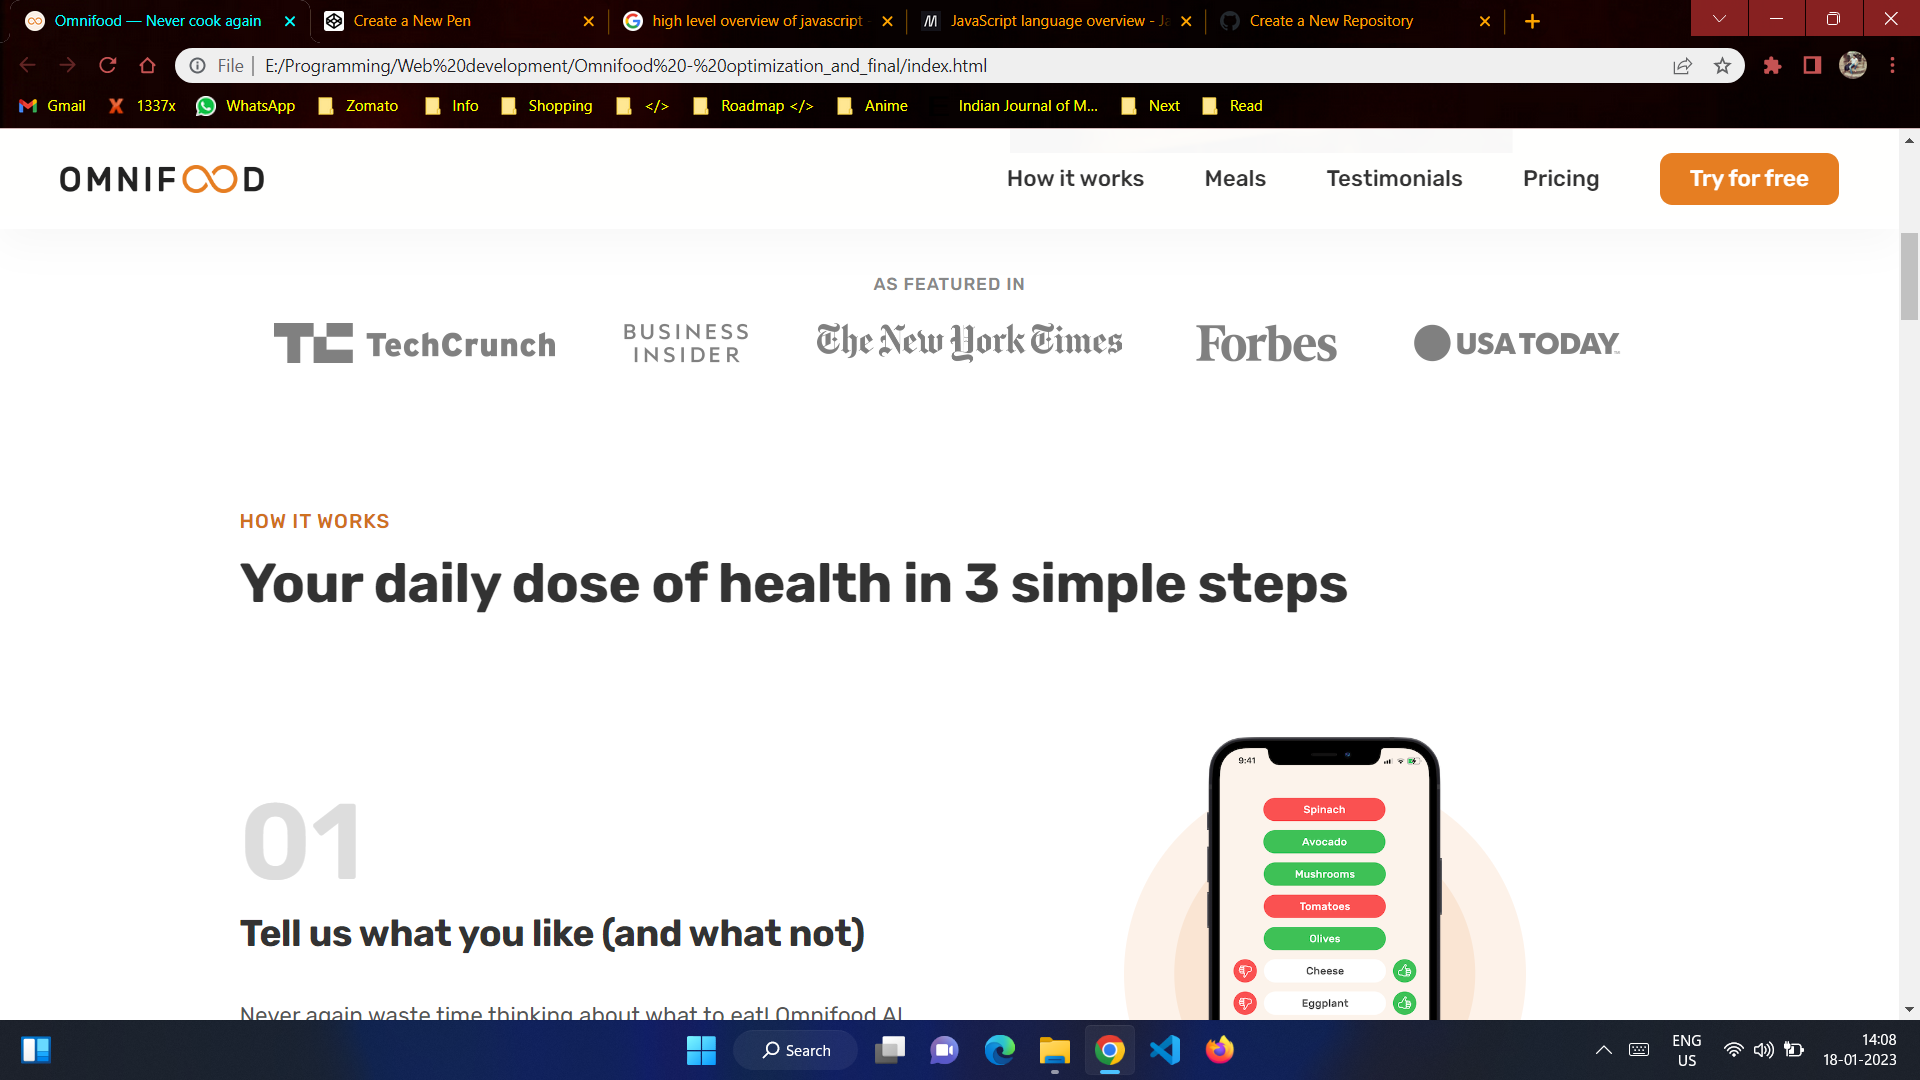 Omnifood — Never cook again
Create a New Pen
high level overview of javascript -
JavaScript language overview - Ja
Create a New Repository
File | E:/Programming/Web%20development/Omnifood%20-%20optimization_and_final/index.html
Gmail
1337x
WhatsApp
Zomato
Info
Shopping
</>
Roadmap </>
Anime
Indian Journal of M...
Next
Read
OMNIFOOD
How it works
Meals
Testimonials
Pricing
Try for free
AS FEATURED IN
TC TechCrunch
BUSINESS
INSIDER
The New York Times
Forbes
USA TODAY™
HOW IT WORKS
Your daily dose of health in 3 simple steps
01
Tell us what you like (and what not)
Never again waste time thinking about what to eat! Omnifood AI
9:41
Spinach
Avocado
Mushrooms
Tomatoes
Olives
Cheese
Eggplant
Search
ENG
US
14:08
18-01-2023